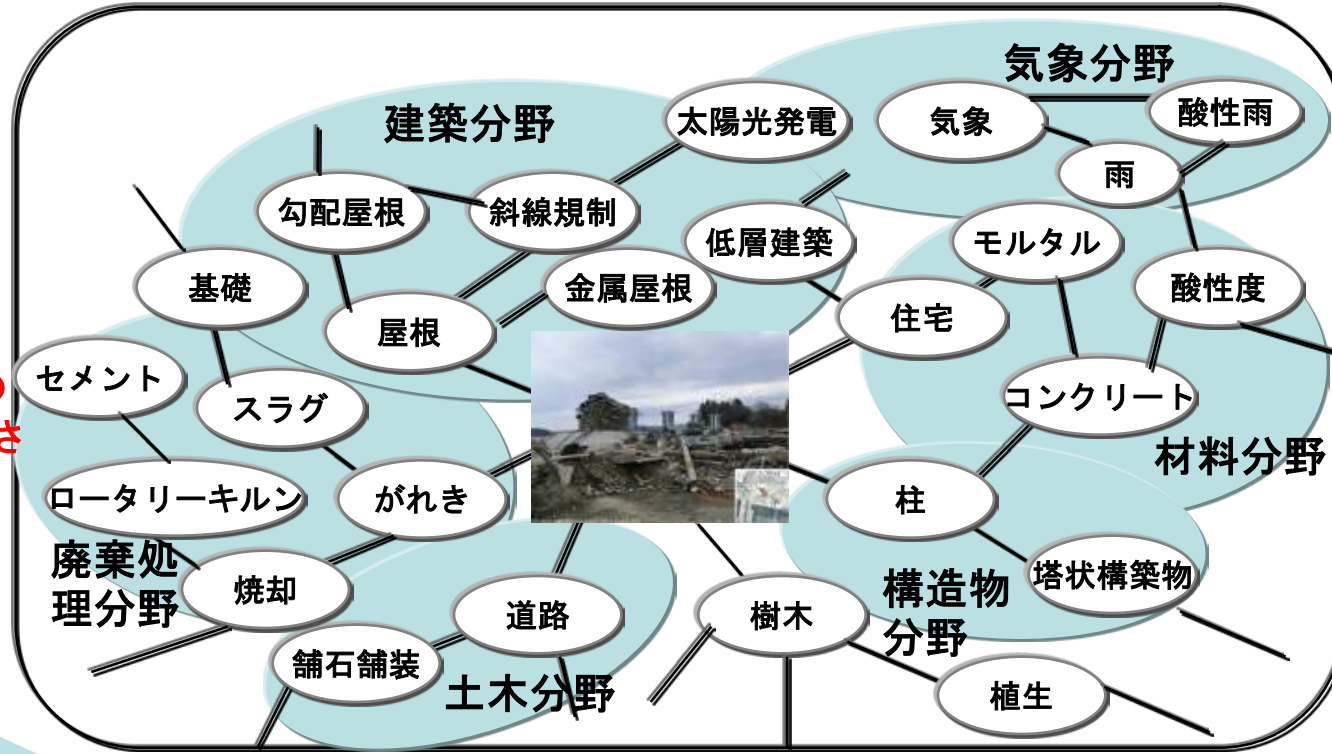 気象分野
建築分野
太陽光発電
気象
酸性雨
雨
勾配屋根
斜線規制
低層建築
モルタル
基礎
金属屋根
酸性度
住宅
屋根
セメント
スラグ
コンクリート
さ
材料分野
ロータリーキルン
がれき
柱
廃棄処
理分野
焼却
塔状構築物
構造物
分野
道路
樹木
舗石舗装
土木分野
植生